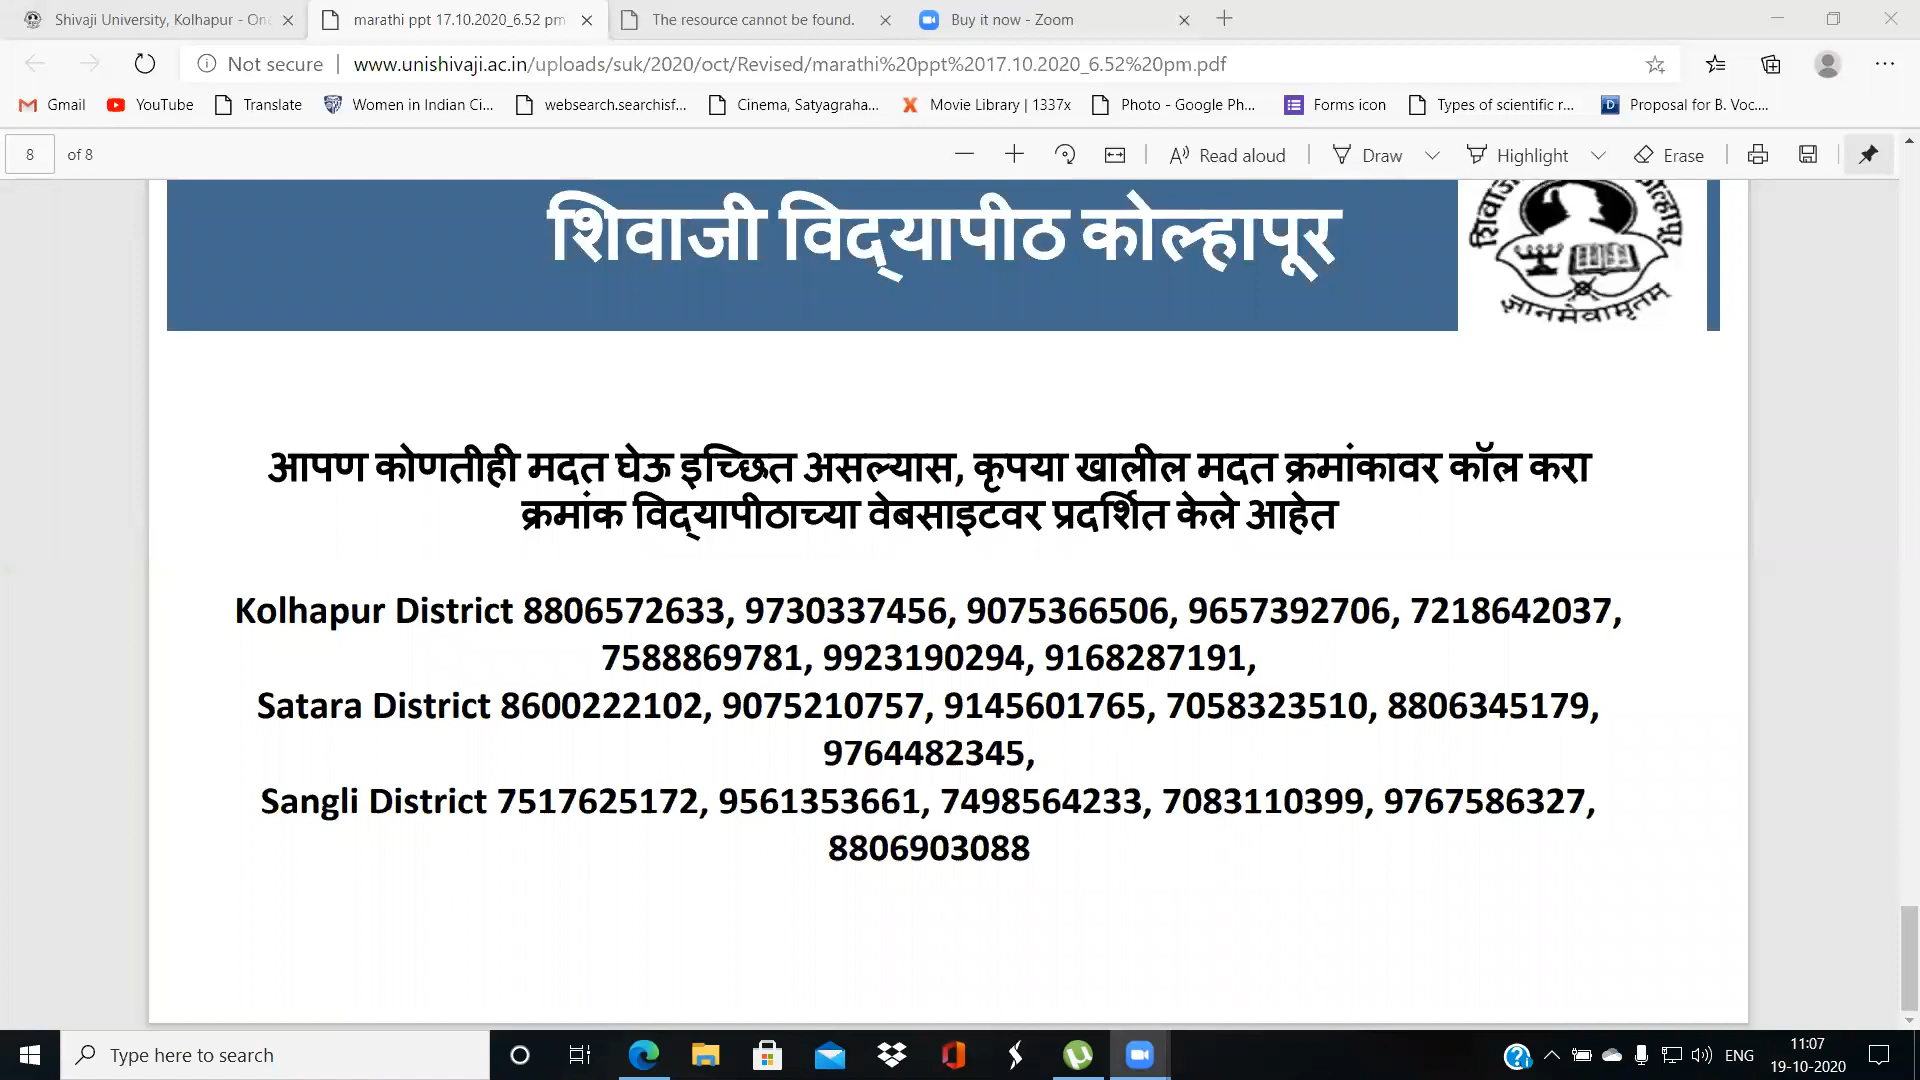 Shivaji University, Kolhapur - On
marathi ppt 17.10.2020_6.52 pm
The resource cannot be found.
Buy it now - Zoom
Not secure
www.unishivaji.ac.in/uploads/suk/2020/oct/Revised/marathi%20ppt%2017.10.2020_6.52%20pm.pdf
Gmail
YouTube
Translate
Women in Indian Ci...
websearch.searchisf...
Cinema, Satyagraha...
Movie Library | 1337x
Photo - Google Ph...
Forms icon
Types of scientific r...
Proposal for B. Voc....
8 of 8
Read aloud
Draw
Highlight
Erase
शिवाजी विद्‌यापीठ कोल्हापूर्
ज्ञानमेवामृतम्
आपण कोणतीही मदत घेऊ इच्छित असल्यास, कृपया खालील मदत क्रमांकावर कॉल करा
क्रमांक विद्‌यापीठाच्या वेबसाइटवर प्रदर्शित केले आहेत
Kolhapur District 8806572633, 9730337456, 9075366506, 9657392706, 7218642037,
7588869781, 9923190294, 9168287191,
Satara District 8600222102, 9075210757, 9145601765, 7058323510, 8806345179,
9764482345,
Sangli District 7517625172, 9561353661, 7498564233, 7083110399, 9767586327,
8806903088
Type here to search
ENG
11:07
19-10-2020